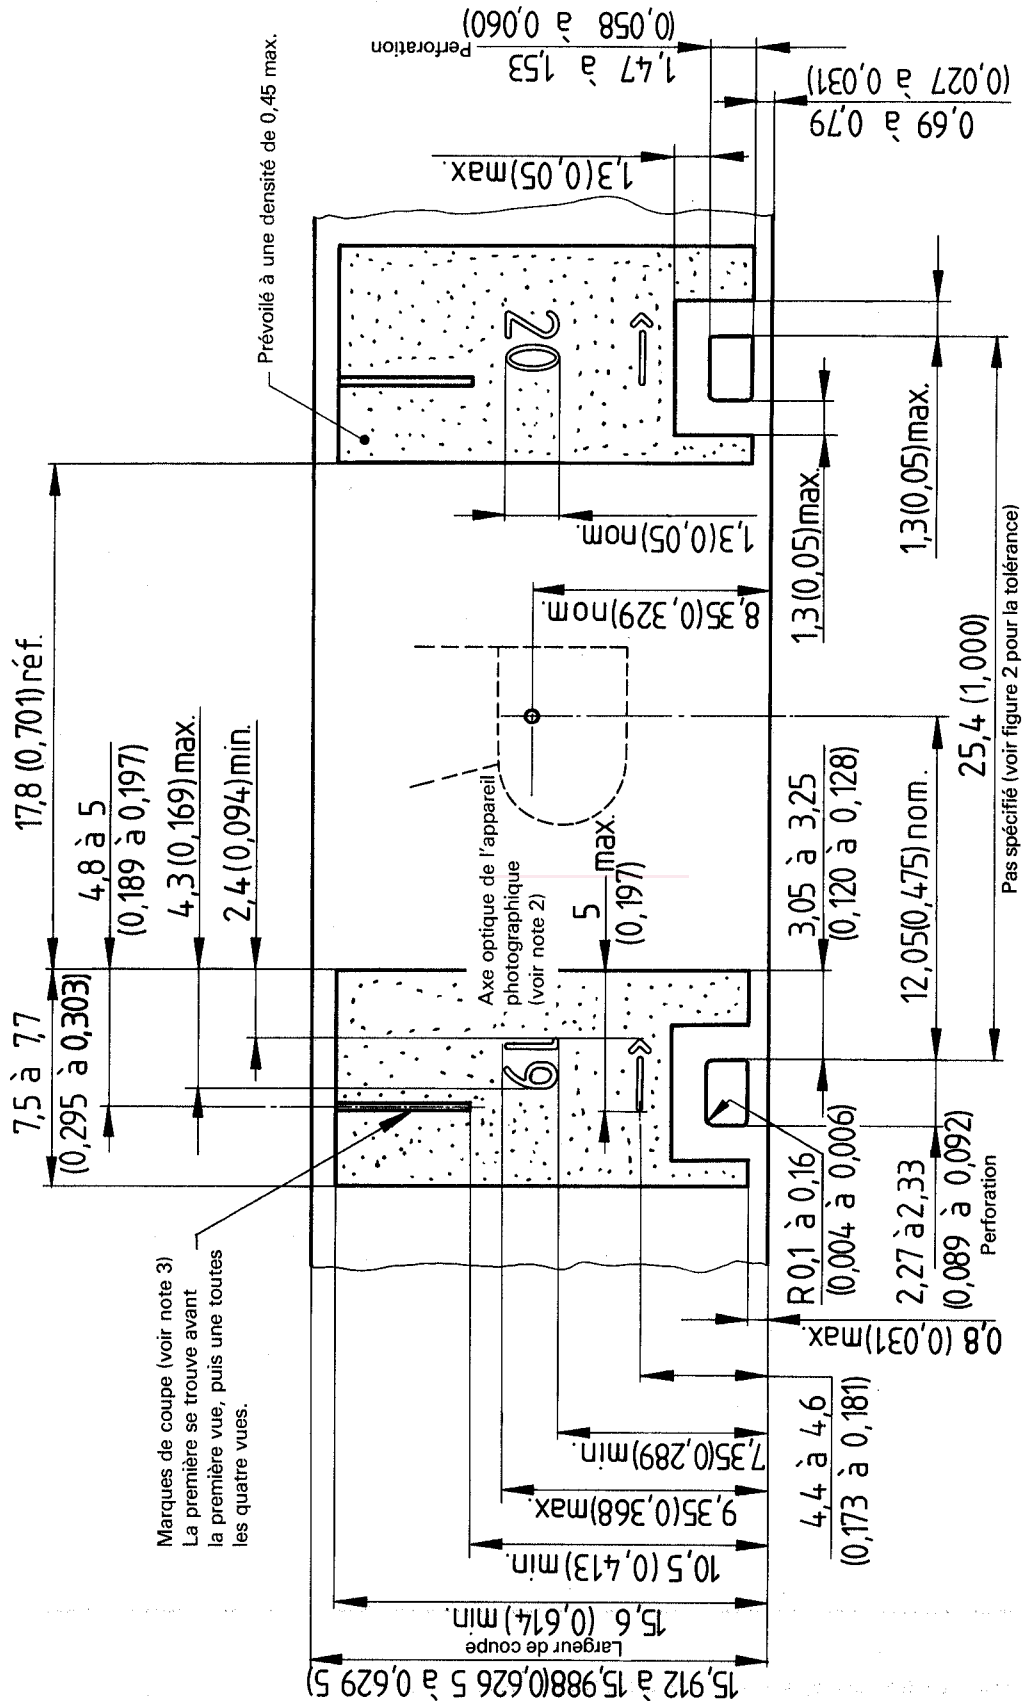 7,5 à 7,7
(0,295 à 0,303)
17,8 (0,701) réf.
4,8 à 5
(0,189 à 0,197)
4,3 (0,169) max.
2,4 (0,094) min.
Prévoilé à une densité de 0,45 max.
Marques de coupe (voir note 3)
La première se trouve avant
la première vue, puis une toutes
les quatre vues.
19
20
Axe optique de l'appareil
photographique
(voir note 2)
5 max.
(0,197)
1,3 (0,05) nom.
8,35 (0,329) nom.
1,3 (0,05) max.
Perforation
1,47 à 1,53
(0,058 à 0,060)
0,69 à 0,79
(0,027 à 0,031)
15,912 à 15,988 (0,626 5 à 0,629 5)
Largeur de coupe
15,6 (0,614) min.
10,5 (0,413) min.
9,35 (0,368) max.
7,35 (0,289) min.
4,4 à 4,6
(0,173 à 0,181)
0,8 (0,031) max.
R 0,1 à 0,16
(0,004 à 0,006)
2,27 à 2,33
(0,089 à 0,092)
Perforation
3,05 à 3,25
(0,120 à 0,128)
12,05 (0,475) nom.
25,4 (1,000)
Pas spécifié (voir figure 2 pour la tolérance)
1,3 (0,05) max.
1,3 (0,05) max.